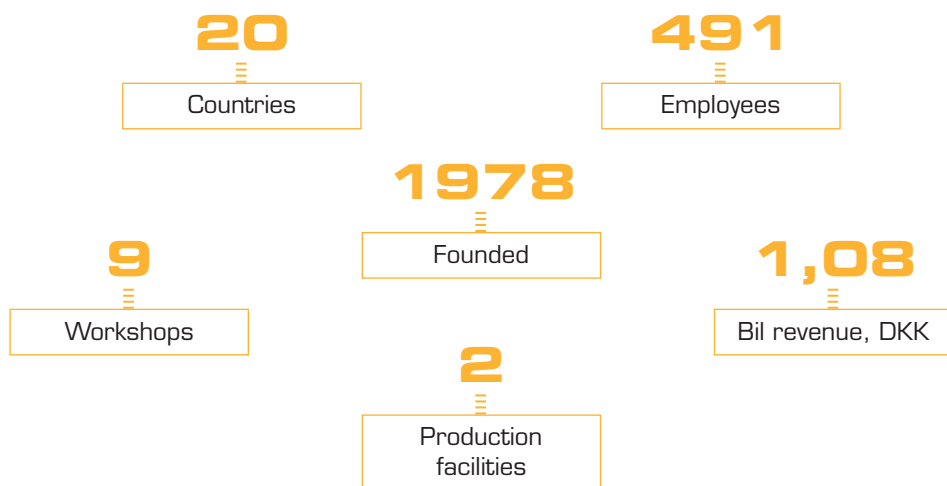 20
Countries
491
Employees
1978
Founded
9
Workshops
1,08
Bil revenue, DKK
2
Production
facilities